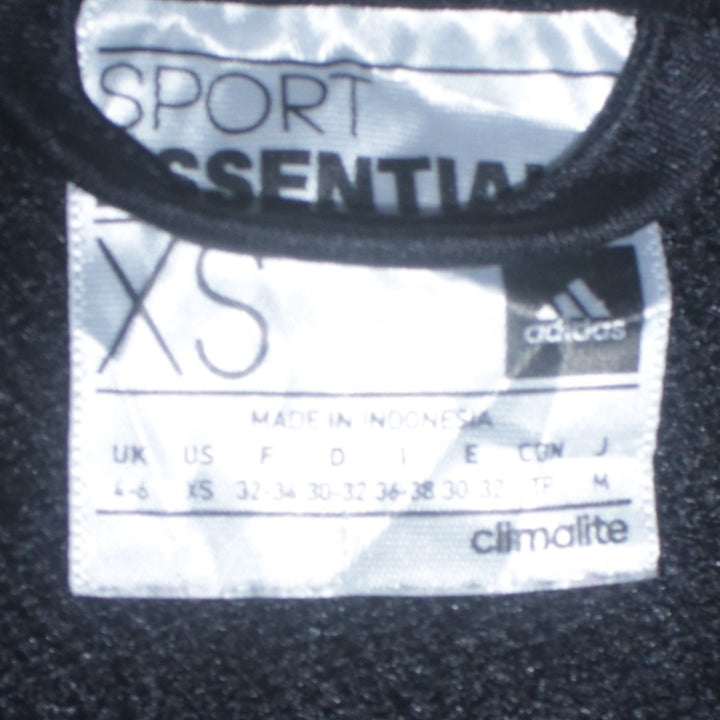 SPORT
ESSENTIAL
XS
adidas
MADE IN INDONESIA
UK US F D I E CDN J
4-6 XS 32-34 30-32 36-38 30-32 TP M
climalite